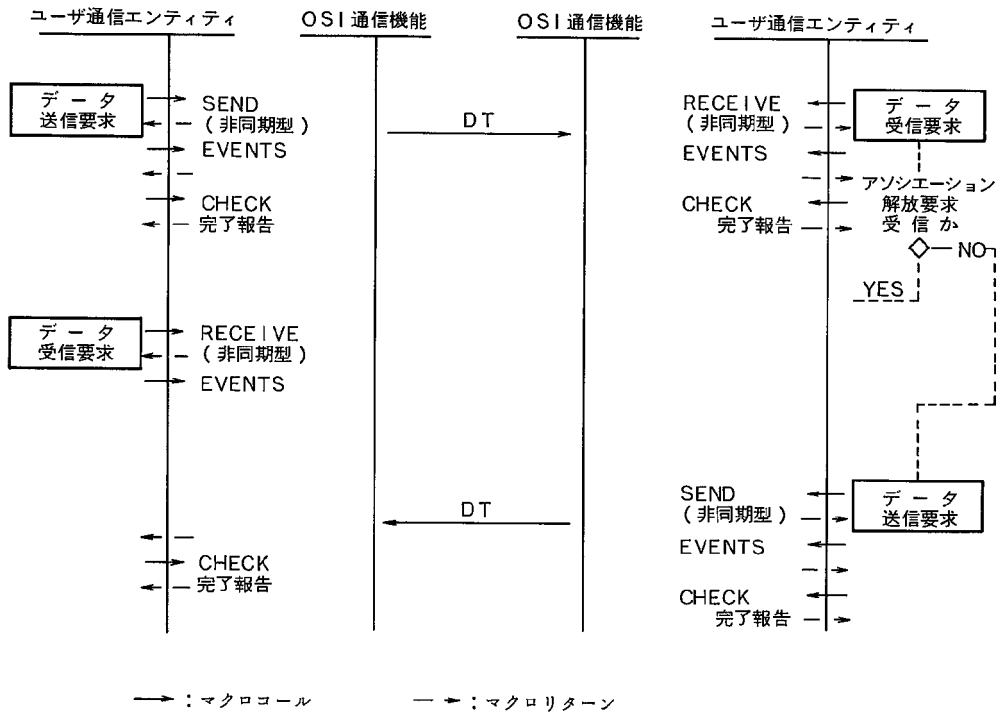 ユーザ通信エンティティ
OSI通信機能
OSI通信機能
ユーザ通信エンティティ
データ
送信要求
SEND
(非同期型)
EVENTS
CHECK
完了報告
DT
RECEIVE
(非同期型)
EVENTS
CHECK
完了報告
データ
受信要求
アソシエーション
解放要求
受信か
NO
YES
データ
受信要求
RECEIVE
(非同期型)
EVENTS
CHECK
完了報告
DT
SEND
(非同期型)
EVENTS
CHECK
完了報告
データ
送信要求
:マクロコール
:マクロリターン